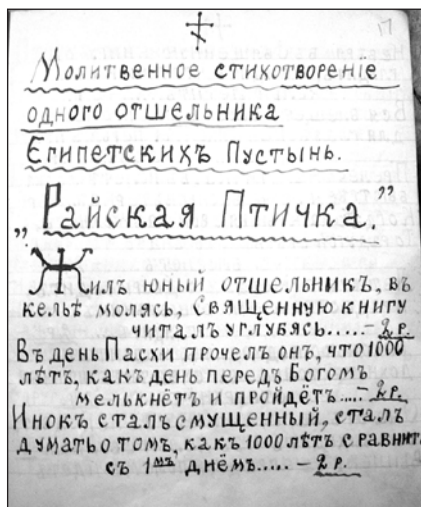 17
Молитвенное стихотворенiе
одного отшельника
Египетскихъ Пустынь.
„Райская Птичка.”
Жилъ юный отшельникъ, въ
кельѣ молясь, Священную книгу
читалъ углубясь.....– 2 р.
Въ день Пасхи прочелъ онъ, что 1000
лѣтъ, какъ день передъ Богомъ
мелькнётъ и пройдётъ.....– 2 р.
Инокъ сталъ смущенный, сталъ
думать о томъ, какъ 1000 лѣтъ сравнит
съ 1мъ днёмъ.....– 2 р.